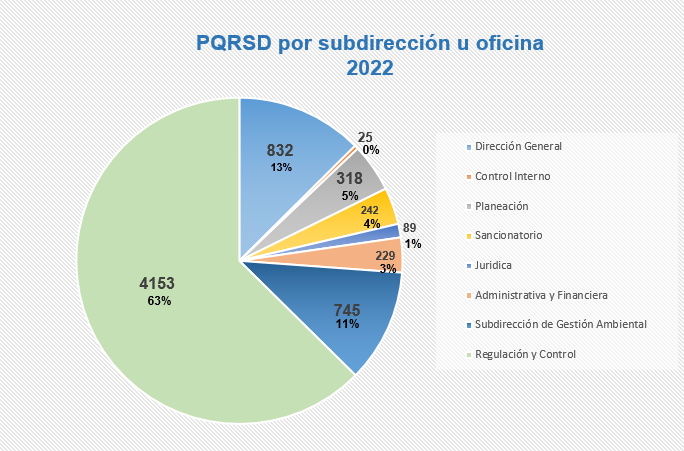 PQRSD por subdirección u oficina
2022
832
13%
25
0%
318
5%
242
4%
89
1%
229
3%
745
11%
4153
63%
Dirección General
Control Interno
Planeación
Sancionatorio
Juridica
Administrativa y Financiera
Subdirección de Gestión Ambiental
Regulación y Control